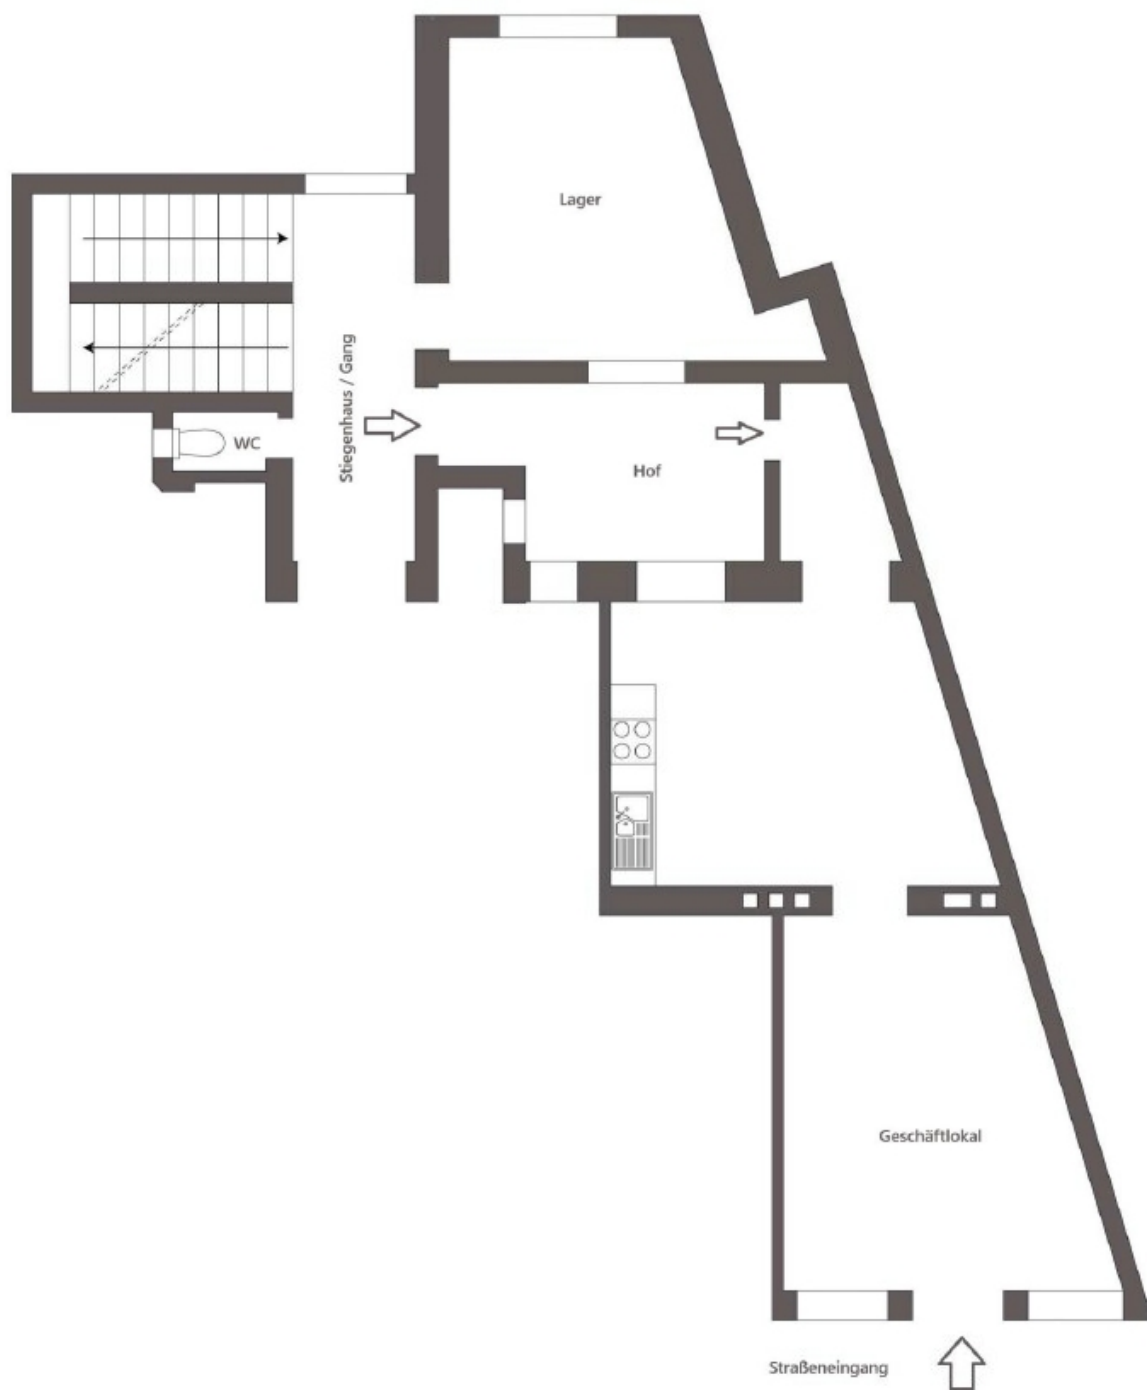 Lager
Stiegenhaus / Gang
WC
Hof
Geschäftlokal
Straßeneingang